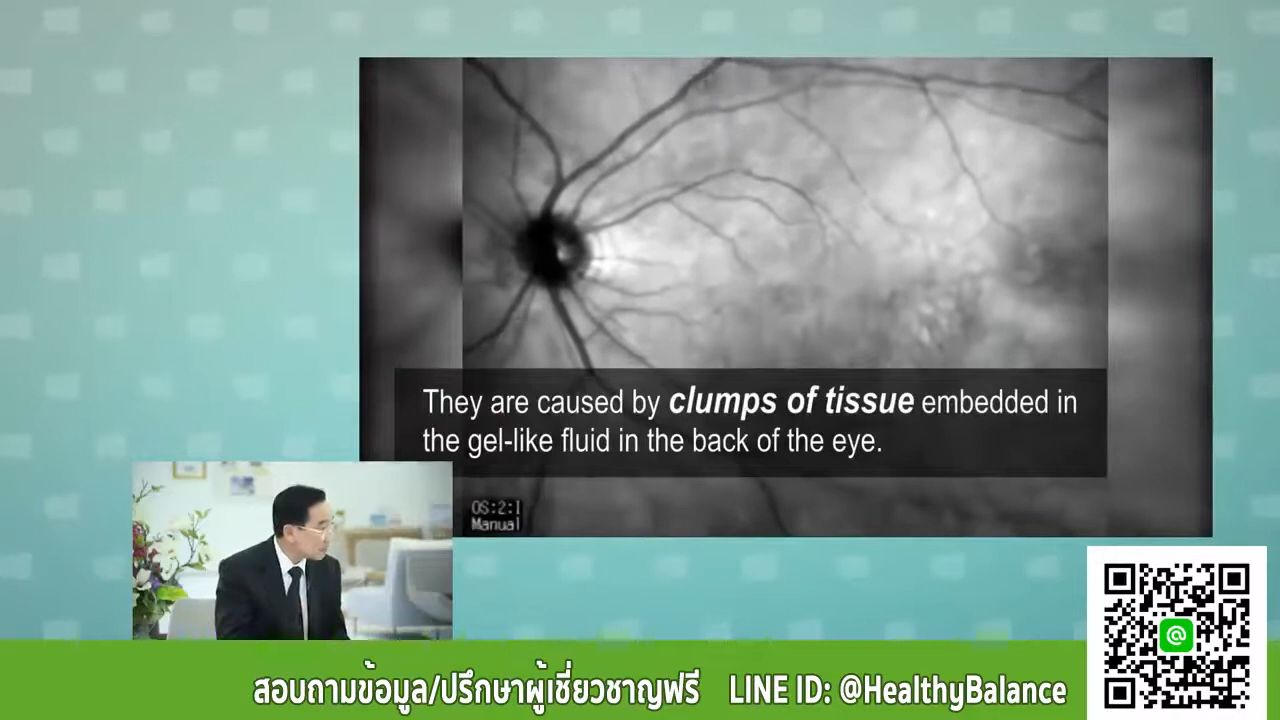 They are caused by clumps of tissue embedded in
the gel-like fluid in the back of the eye.
OS:2:1
Manual
สอบถามข้อมูล/ปรึกษาผู้เชี่ยวชาญฟรี LINE ID: @HealthyBalance